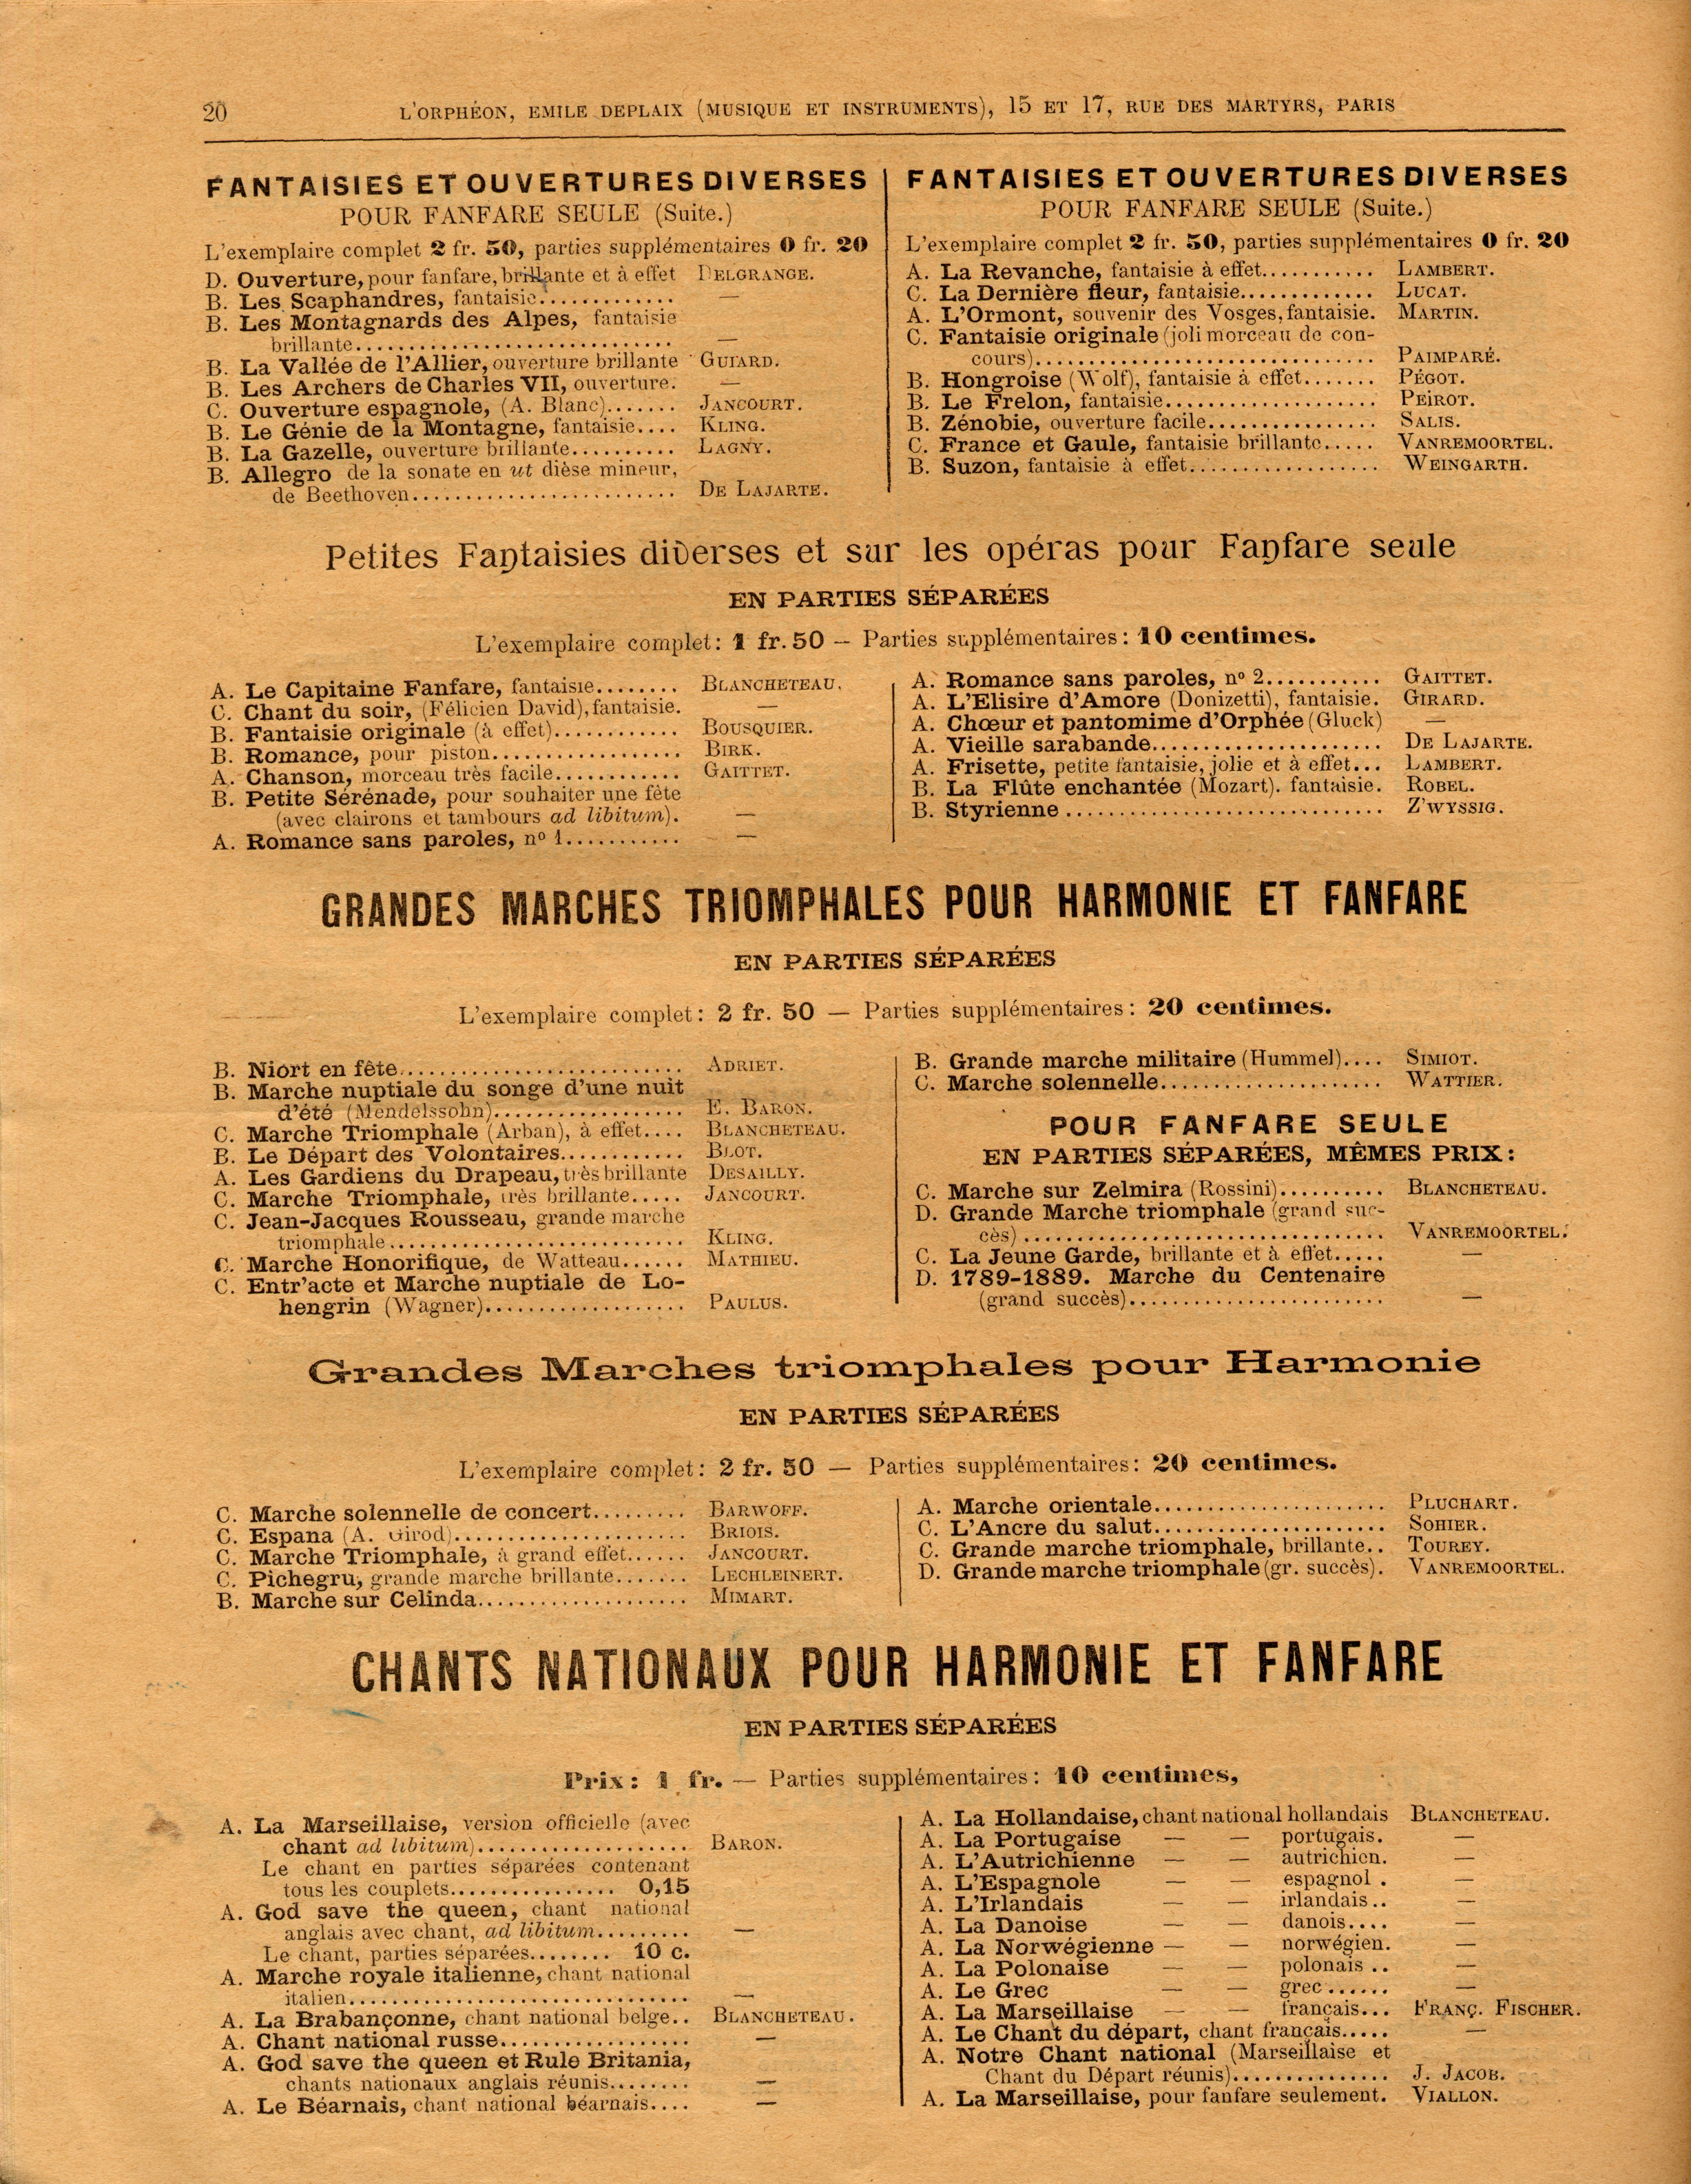 20
L'ORPHÉON, EMILE DEPLAIX (MUSIQUE ET INSTRUMENTS), 15 ET 17, RUE DES MARTYRS, PARIS
FANTAISIES ET OUVERTURES DIVERSES
POUR FANFARE SEULE (Suite.)
L'exemplaire complet 2 fr. 50, parties supplémentaires 0 fr. 20
D. Ouverture, pour fanfare, brillante et à effet DELGRANGE.
B. Les Scaphandres, fantaisie............. —
B. Les Montagnards des Alpes, fantaisie
brillante.............................. —
B. La Vallée de l'Allier, ouverture brillante GUIARD.
B. Les Archers de Charles VII, ouverture. —
C. Ouverture espagnole, (A. Blanc)....... JANCOURT.
B. Le Génie de la Montagne, fantaisie.... KLING.
B. La Gazelle, ouverture brillante.......... LAGNY.
B. Allegro de la sonate en ut dièse mineur,
de Beethoven......................... DE LAJARTE.
FANTAISIES ET OUVERTURES DIVERSES
POUR FANFARE SEULE (Suite.)
L'exemplaire complet 2 fr. 50, parties supplémentaires 0 fr. 20
A. La Revanche, fantaisie à effet........... LAMBERT.
C. La Dernière fleur, fantaisie............. LUCAT.
A. L'Ormont, souvenir des Vosges, fantaisie. MARTIN.
C. Fantaisie originale (joli morceau de con-
cours)................................ PAIMPARÉ.
B. Hongroise (Wolf), fantaisie à effet....... PÉGOT.
B. Le Frelon, fantaisie.................... PEIROT.
B. Zénobie, ouverture facile................ SALIS.
C. France et Gaule, fantaisie brillante..... VANREMOORTEL.
B. Suzon, fantaisie à effet.................. WEINGARTH.
Petites Fantaisies diverses et sur les opéras pour Fanfare seule
EN PARTIES SÉPARÉES
L'exemplaire complet: 1 fr. 50 — Parties supplémentaires: 10 centimes.
A. Le Capitaine Fanfare, fantaisie........ BLANCHETEAU.
C. Chant du soir, (Félicien David), fantaisie. —
B. Fantaisie originale (à effet)............ BOUSQUIER.
B. Romance, pour piston.................. BIRK.
A. Chanson, morceau très facile............ GAITTET.
B. Petite Sérénade, pour souhaiter une fête
(avec clairons et tambours ad libitum). —
A. Romance sans paroles, nº 1........... —
A. Romance sans paroles, nº 2........... GAITTET.
A. L'Elisire d'Amore (Donizetti), fantaisie. GIRARD.
A. Chœur et pantomime d'Orphée (Gluck) —
A. Vieille sarabande...................... DE LAJARTE.
A. Frisette, petite fantaisie, jolie et à effet... LAMBERT.
B. La Flûte enchantée (Mozart). fantaisie. ROBEL.
B. Styrienne .............................. Z'WYSSIG.
GRANDES MARCHES TRIOMPHALES POUR HARMONIE ET FANFARE
EN PARTIES SÉPARÉES
L'exemplaire complet: 2 fr. 50 — Parties supplémentaires: 20 centimes.
B. Niort en fête............................ ADRIET.
B. Marche nuptiale du songe d'une nuit
d'été (Mendelssohn).................. E. BARON.
C. Marche Triomphale (Arban), à effet.... BLANCHETEAU.
B. Le Départ des Volontaires............ BLOT.
A. Les Gardiens du Drapeau, très brillante DESAILLY.
C. Marche Triomphale, très brillante..... JANCOURT.
C. Jean-Jacques Rousseau, grande marche
triomphale............................ KLING.
C. Marche Honorifique, de Watteau...... MATHIEU.
C. Entr'acte et Marche nuptiale de Lo-
hengrin (Wagner)................... PAULUS.
B. Grande marche militaire (Hummel).... SIMIOT.
C. Marche solennelle..................... WATTIER.
POUR FANFARE SEULE
EN PARTIES SÉPARÉES, MÊMES PRIX:
C. Marche sur Zelmira (Rossini).......... BLANCHETEAU.
D. Grande Marche triomphale (grand suc-
cès).................................. VANREMOORTEL.
C. La Jeune Garde, brillante et à effet..... —
D. 1789-1889. Marche du Centenaire
(grand succès)........................ —
Grandes Marches triomphales pour Harmonie
EN PARTIES SÉPARÉES
L'exemplaire complet: 2 fr. 50 — Parties supplémentaires: 20 centimes.
C. Marche solennelle de concert......... BARWOFF.
C. Espana (A. Girod)...................... BRIOIS.
C. Marche Triomphale, à grand effet...... JANCOURT.
C. Pichegru, grande marche brillante....... LECHLEINERT.
B. Marche sur Celinda.................... MIMART.
A. Marche orientale...................... PLUCHART.
C. L'Ancre du salut...................... SOHIER.
C. Grande marche triomphale, brillante.. TOUREY.
D. Grande marche triomphale (gr. succès). VANREMOORTEL.
CHANTS NATIONAUX POUR HARMONIE ET FANFARE
EN PARTIES SÉPARÉES
Prix: 1 fr. — Parties supplémentaires: 10 centimes,
A. La Marseillaise, version officielle (avec
chant ad libitum).................... BARON.
Le chant en parties séparées contenant
tous les couplets................ 0,15
A. God save the queen, chant national
anglais avec chant, ad libitum......... —
Le chant, parties séparées........ 10 c.
A. Marche royale italienne, chant national
italien................................ —
A. La Brabançonne, chant national belge.. BLANCHETEAU.
A. Chant national russe.................. —
A. God save the queen et Rule Britania,
chants nationaux anglais réunis........ —
A. Le Béarnais, chant national béarnais.... —
A. La Hollandaise, chant national hollandais BLANCHETEAU.
A. La Portugaise — — portugais. —
A. L'Autrichienne — — autrichien. —
A. L'Espagnole — — espagnol . —
A. L'Irlandais — — irlandais.. —
A. La Danoise — — danois.... —
A. La Norwégienne — — norwégien. —
A. La Polonaise — — polonais .. —
A. Le Grec — — grec...... —
A. La Marseillaise — — français... FRANÇ. FISCHER.
A. Le Chant du départ, chant français..... —
A. Notre Chant national (Marseillaise et
Chant du Départ réunis)............... J. JACOB.
A. La Marseillaise, pour fanfare seulement. VIALLON.